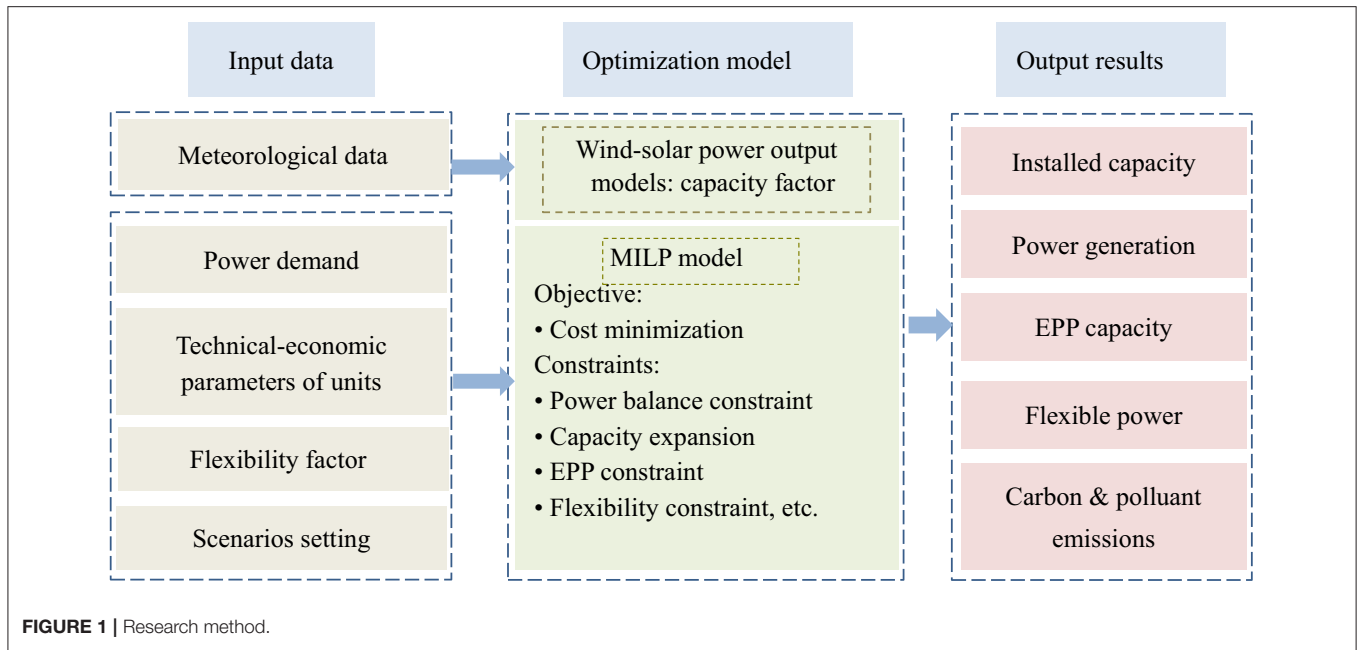 Input data
Optimization model
Output results
Meteorological data
Power demand
Technical-economic
parameters of units
Flexibility factor
Scenarios setting
Wind-solar power output
models: capacity factor
MILP model
Objective:
• Cost minimization
Constraints:
• Power balance constraint
• Capacity expansion
• EPP constraint
• Flexibility constraint, etc.
Installed capacity
Power generation
EPP capacity
Flexible power
Carbon & polluant
emissions
FIGURE 1 | Research method.